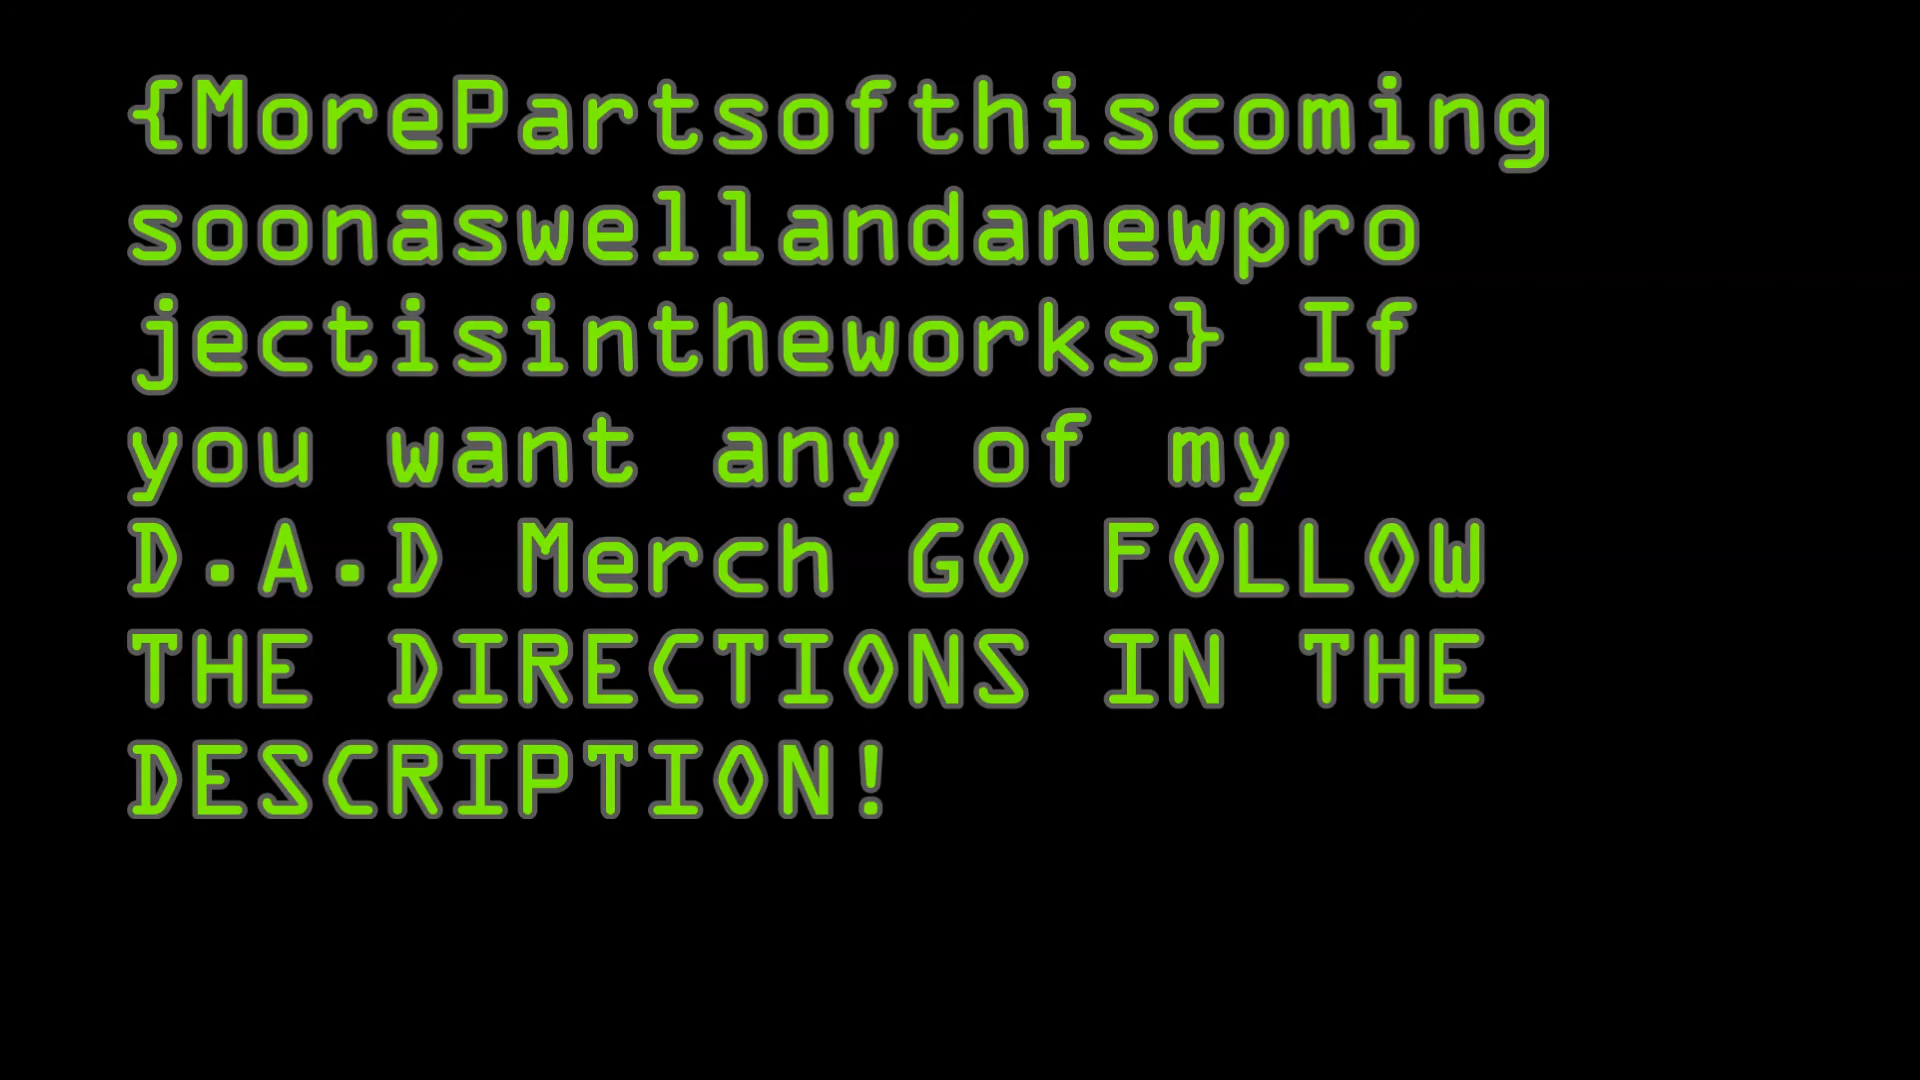 {MorePartsofthiscoming
soonaswellandanewpro
jectisintheworks} If
you want any of my
D.A.D Merch GO FOLLOW
THE DIRECTIONS IN THE
DESCRIPTION!